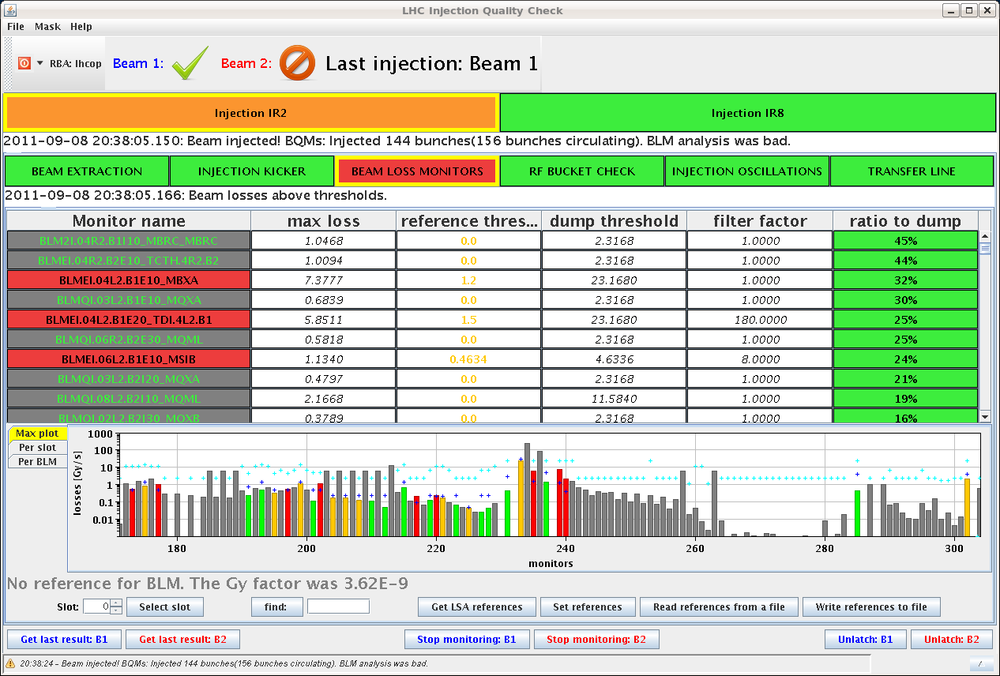 LHC Injection Quality Check
File Mask Help
RBA: lhcop Beam 1: Beam 2: Last injection: Beam 1
Injection IR2 Injection IR8
2011-09-08 20:38:05.150: Beam injected! BQMs: Injected 144 bunches(156 bunches circulating). BLM analysis was bad.
BEAM EXTRACTION INJECTION KICKER BEAM LOSS MONITORS RF BUCKET CHECK INJECTION OSCILLATIONS TRANSFER LINE
2011-09-08 20:38:05.166: Beam losses above thresholds.
Monitor name max loss reference thres... dump threshold filter factor ratio to dump
BLM2I.04R2.B1I10_MBRC_MBRC 1.0468 0.0 2.3168 1.0000 45%
BLMEI.04R2.B2E10_TCTH.4R2.B2 1.0094 0.0 2.3168 1.0000 44%
BLMEI.04L2.B1E10_MBXA 7.3777 1.2 23.1680 1.0000 32%
BLMQI.03L2.B1E10_MQXA 0.6839 0.0 2.3168 1.0000 30%
BLMEI.04L2.B1E20_TDI.4L2.B1 5.8511 1.5 23.1680 180.0000 25%
BLMQI.06R2.B2E30_MQML 0.5818 0.0 2.3168 1.0000 25%
BLMEI.06L2.B1E10_MSIB 1.1340 0.4634 4.6336 8.0000 24%
BLMQI.03L2.B2I20_MQXA 0.4797 0.0 2.3168 1.0000 21%
BLMQI.08L2.B2I10_MQML 2.1668 0.0 11.5840 1.0000 19%
BLMQI.02L2.B2I30_MQXB 0.3789 0.0 2.3168 1.0000 16%
Max plot
Per slot
Per BLM
losses [Gy/s]
1000
100
10
1
0.1
0.01
180 200 220 240 260 280 300
monitors
No reference for BLM. The Gy factor was 3.62E-9
Slot: 0 Select slot find: Get LSA references Set references Read references from a file Write references to file
Get last result: B1 Get last result: B2 Stop monitoring: B1 Stop monitoring: B2 Unlatch: B1 Unlatch: B2
20:38:24 - Beam injected! BQMs: Injected 144 bunches(156 bunches circulating). BLM analysis was bad.